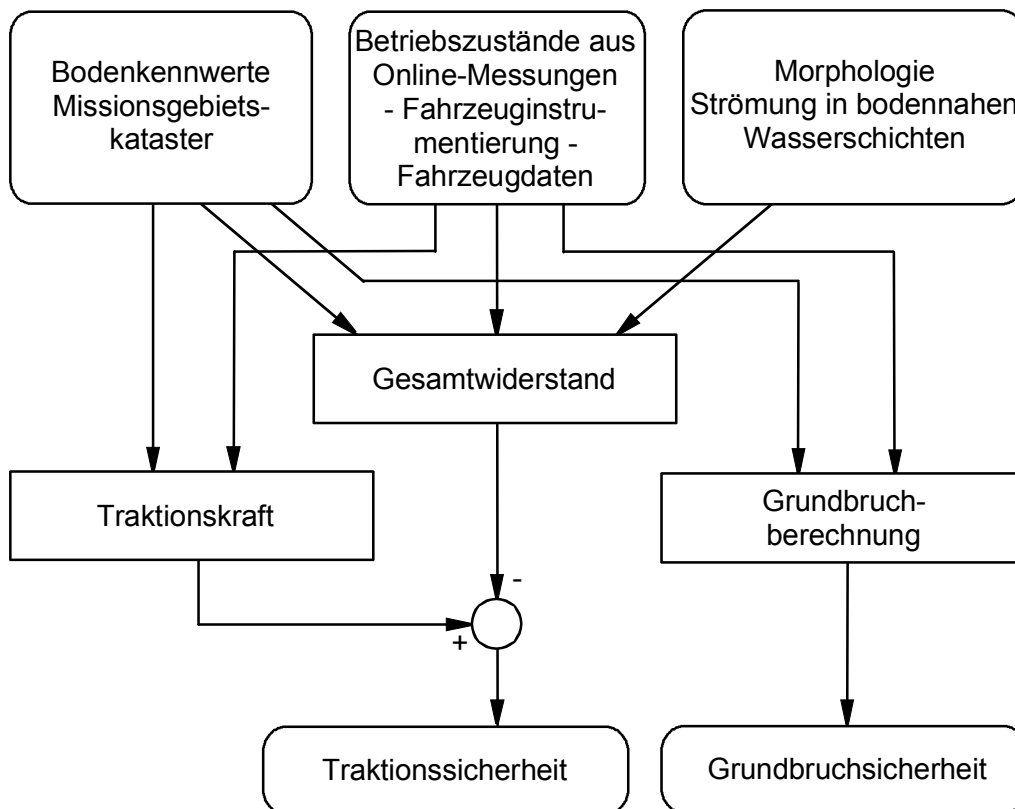 Bodenkennwerte
Missionsgebiets-
kataster
Betriebszustände aus
Online-Messungen
- Fahrzeuginstru-
mentierung -
Fahrzeugdaten
Morphologie
Strömung in bodennahen
Wasserschichten
Gesamtwiderstand
Traktionskraft
Grundbruch-
berechnung
-
+
Traktionssicherheit
Grundbruchsicherheit